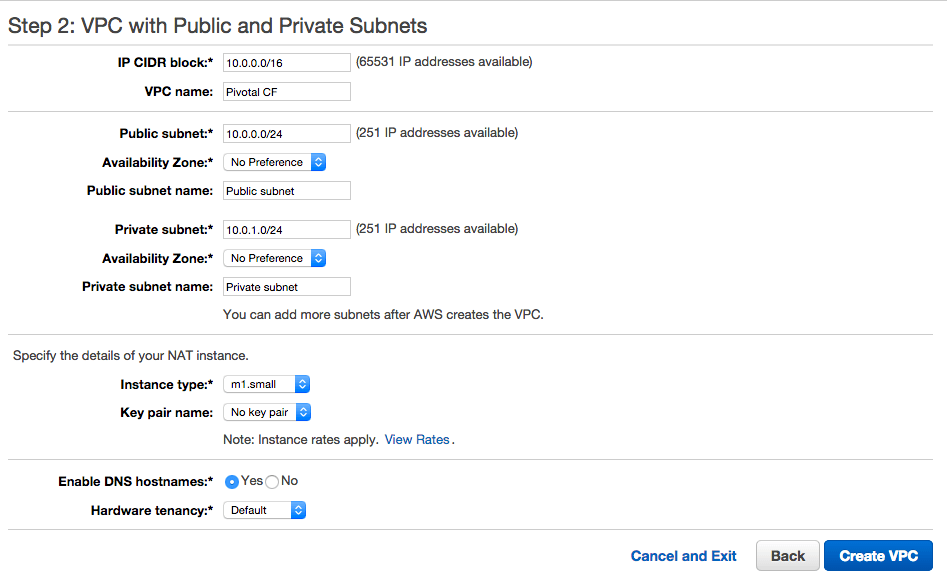 Step 2: VPC with Public and Private Subnets
IP CIDR block:* 10.0.0.0/16 (65531 IP addresses available)
VPC name: Pivotal CF
Public subnet:* 10.0.0.0/24 (251 IP addresses available)
Availability Zone:* No Preference
Public subnet name: Public subnet
Private subnet:* 10.0.1.0/24 (251 IP addresses available)
Availability Zone:* No Preference
Private subnet name: Private subnet
You can add more subnets after AWS creates the VPC.
Specify the details of your NAT instance.
Instance type:* m1.small
Key pair name: No key pair
Note: Instance rates apply. View Rates.
Enable DNS hostnames:* Yes No
Hardware tenancy:* Default
Cancel and Exit Back Create VPC